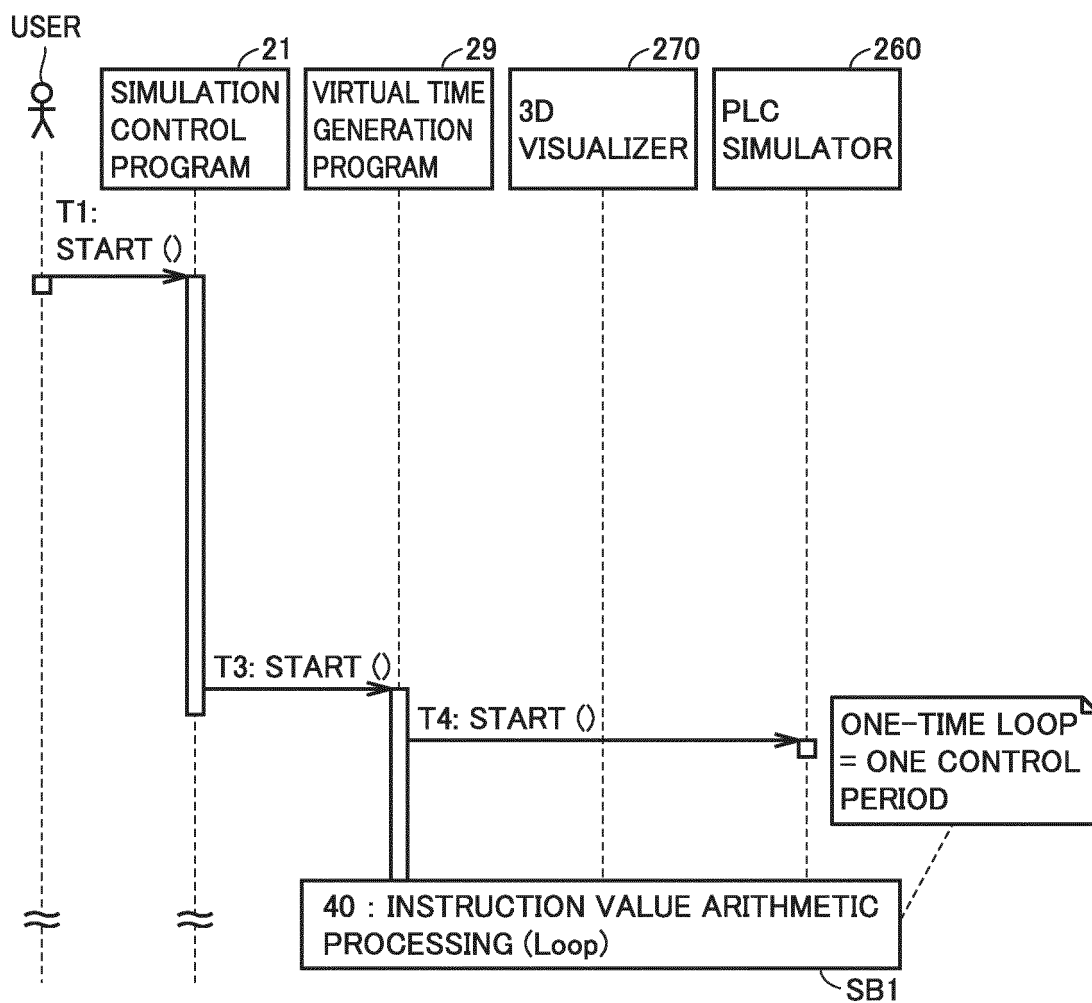 USER
21
29
270
260
SIMULATION
CONTROL
PROGRAM
VIRTUAL TIME
GENERATION
PROGRAM
3D
VISUALIZER
PLC
SIMULATOR
T1:
START ()
T3: START ()
T4: START ()
ONE-TIME LOOP
= ONE CONTROL
PERIOD
40 : INSTRUCTION VALUE ARITHMETIC
PROCESSING (Loop)
SB1